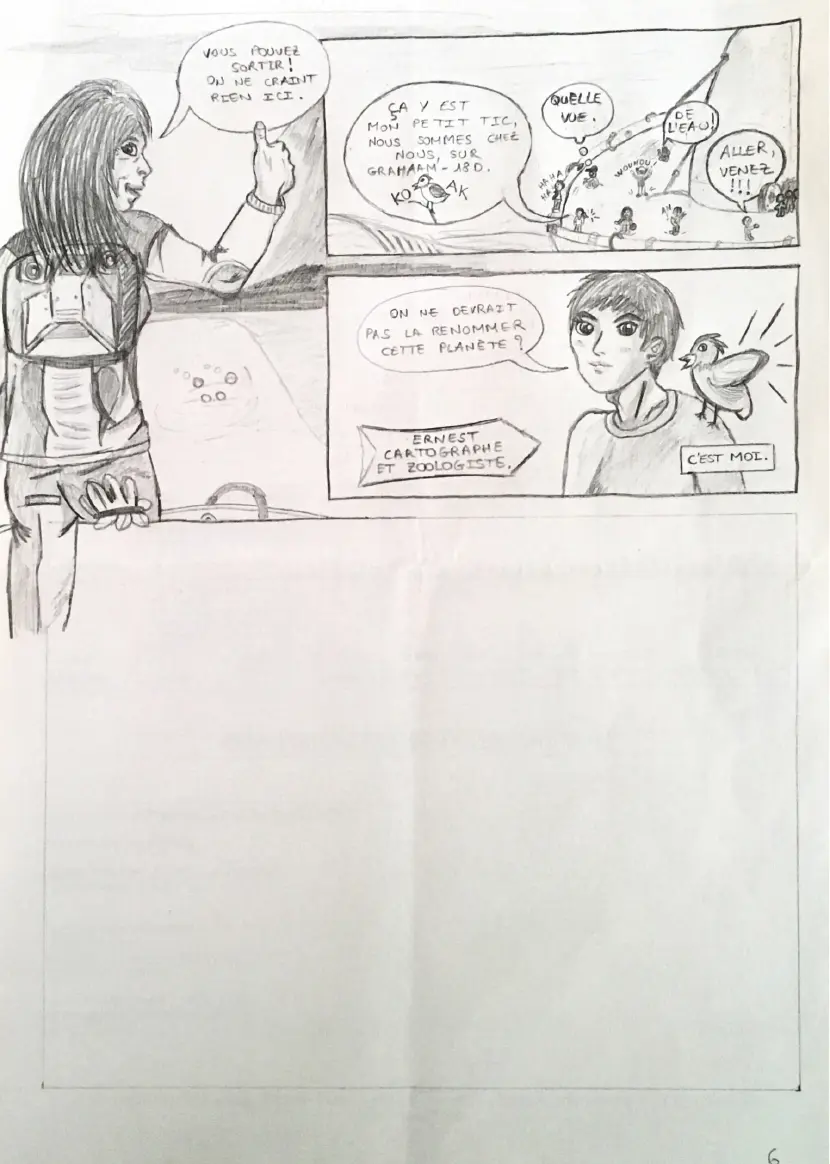 VOUS POUVEZ
SORTIR !
ON NE CRAINT
RIEN ICI.
ÇA Y EST
MON PETIT TIC,
NOUS SOMMES CHEZ
NOUS, SUR
GRAHAAM-18D.
KO AK
QUELLE
VUE.
DE
L'EAU!
ALLER,
VENEZ
!!!
HA HA
HA
WOUHOU!
ON NE DEVRAIT
PAS LA RENOMMER
CETTE PLANÈTE ?
ERNEST
CARTOGRAPHE
ET ZOOLOGISTE.
C'EST MOI.
6